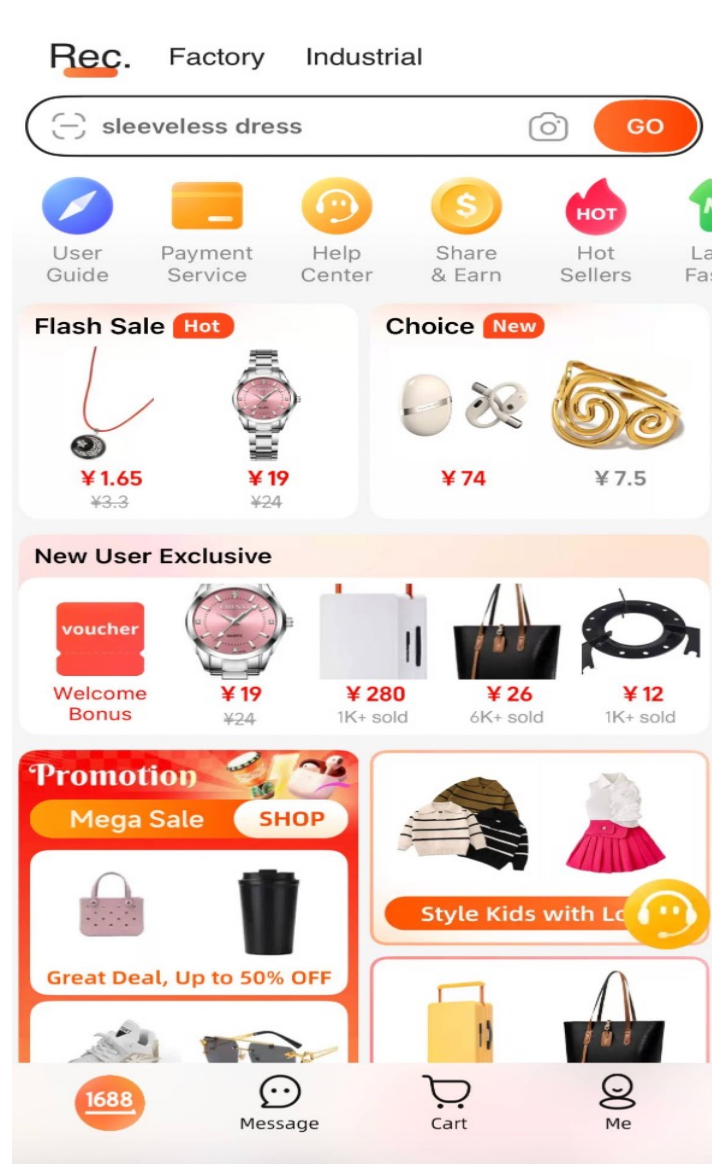 Rec. Factory Industrial
sleeveless dress GO
HOT
User Guide
Payment Service
Help Center
Share & Earn
Hot Sellers
Flash Sale Hot
Choice New
¥1.65 ¥19 ¥74 ¥7.5
¥3.3 ¥24
New User Exclusive
voucher
Welcome Bonus
¥19 ¥280 ¥26 ¥12
¥24 1K+ sold 6K+ sold 1K+ sold
Promotion
Mega Sale SHOP
Style Kids with
Great Deal, Up to 50% OFF
1688
Message Cart Me